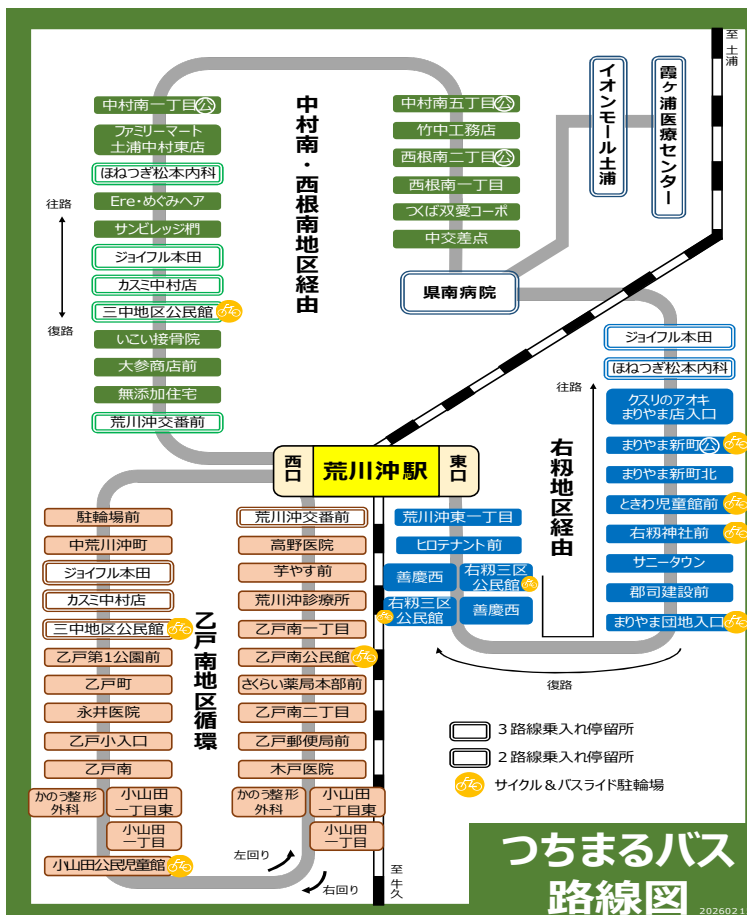 至
土
浦
イオンモール土浦
霞ヶ浦医療センター
中村南・西根南地区経由
中村南一丁目公
ファミリーマート
土浦中村東店
ほねつぎ松本内科
Ere・めぐみヘア
サンビレッジ椚
ジョイフル本田
カスミ中村店
三中地区公民館
いこい接骨院
大参商店前
無添加住宅
荒川沖交番前
往路
復路
中村南五丁目公
竹中工務店
西根南二丁目公
西根南一丁目
つくば双愛コーポ
中交差点
県南病院
ジョイフル本田
ほねつぎ松本内科
クスリのアオキ
まりやま店入口
まりやま新町公
まりやま新町北
ときわ児童館前
右籾神社前
サニータウン
郡司建設前
まりやま団地入口
往路
右籾地区経由
復路
西口
荒川沖駅
東口
荒川沖東一丁目
ヒロテナント前
善慶西
右籾三区
公民館
右籾三区
公民館
善慶西
駐輪場前
中荒川沖町
ジョイフル本田
カスミ中村店
三中地区公民館
乙戸第1公園前
乙戸町
永井医院
乙戸小入口
乙戸南
かのう整形
外科
小山田
一丁目東
小山田
一丁目
小山田公民児童館
乙戸南地区循環
荒川沖交番前
高野医院
芋やす前
荒川沖診療所
乙戸南一丁目
乙戸南公民館
さくらい薬局本部前
乙戸南二丁目
乙戸郵便局前
木戸医院
かのう整形
外科
小山田
一丁目東
小山田
一丁目
左回り
右回り
至
牛
久
3路線乗入れ停留所
2路線乗入れ停留所
サイクル&バスライド駐輪場
つちまるバス
路線図
2026021